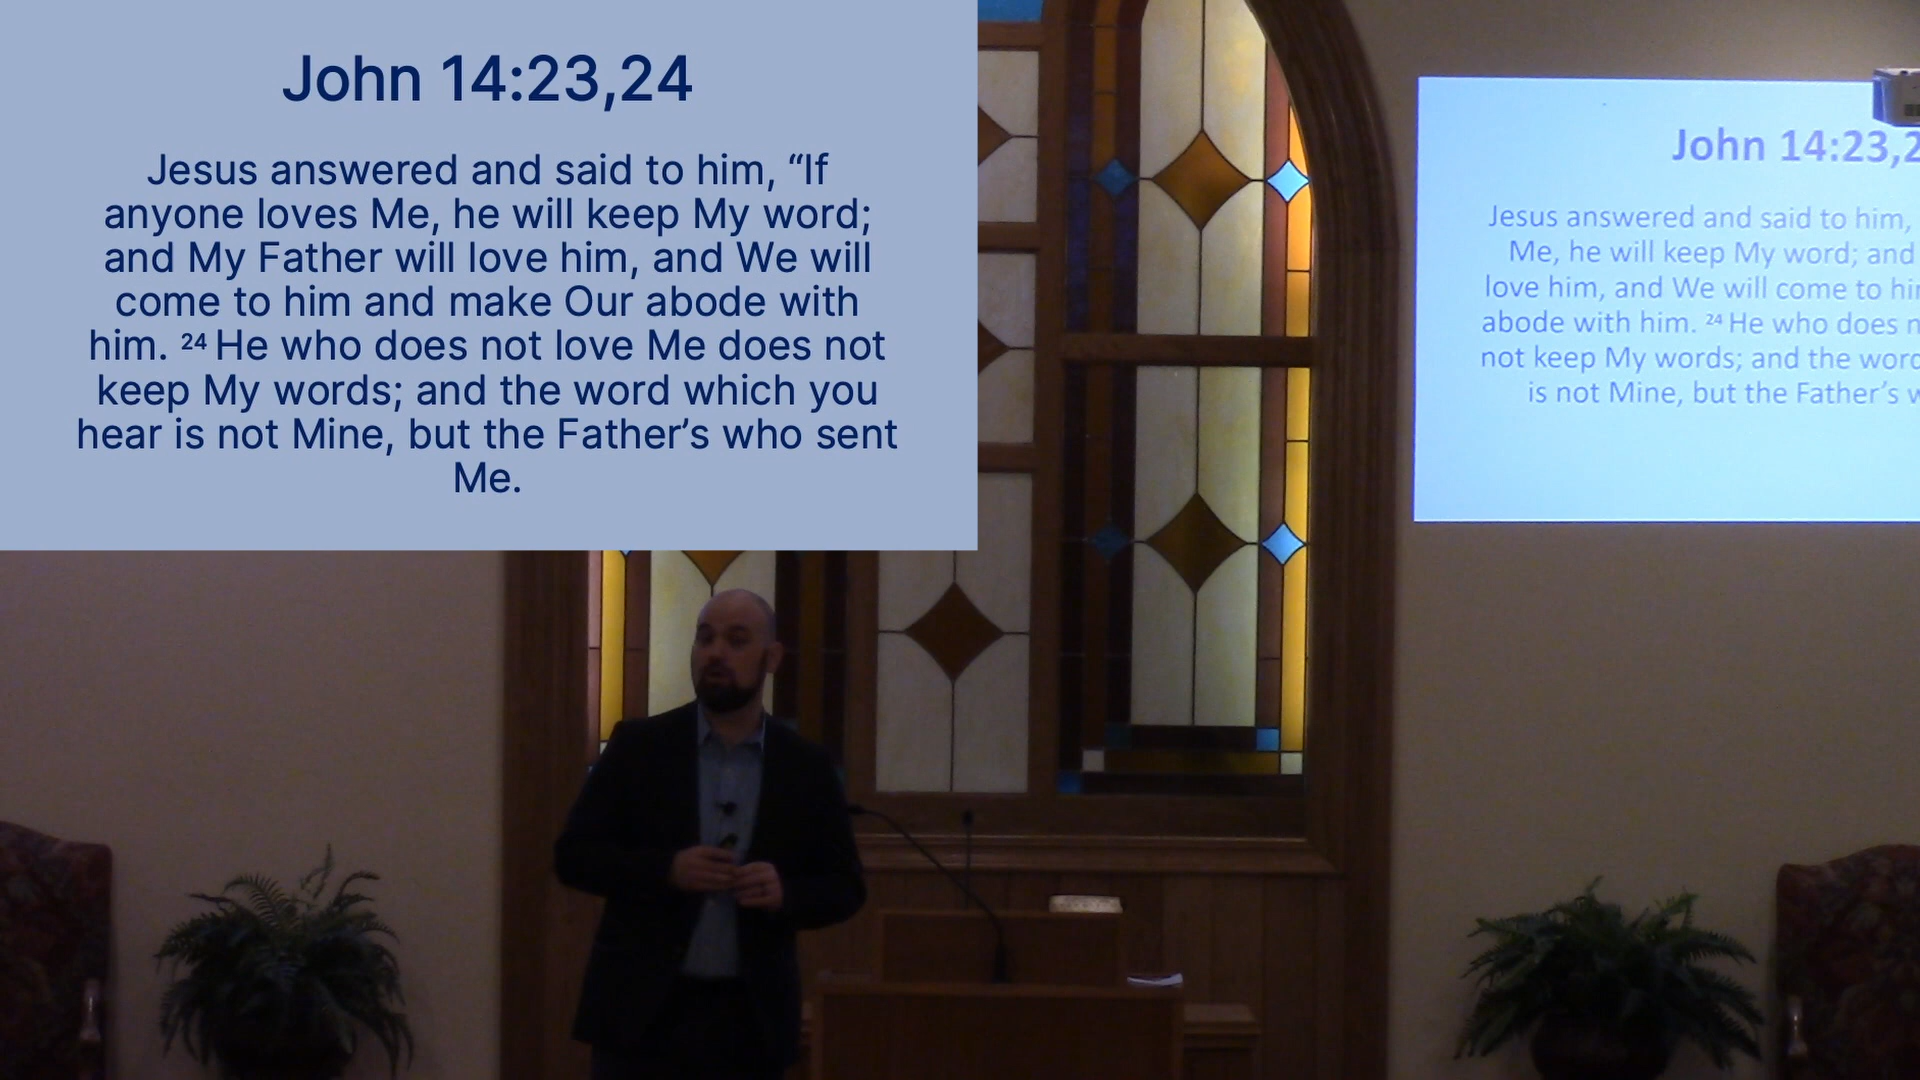 John 14:23,24
Jesus answered and said to him, “If
anyone loves Me, he will keep My word;
and My Father will love him, and We will
come to him and make Our abode with
him. ²⁴ He who does not love Me does not
keep My words; and the word which you
hear is not Mine, but the Father’s who sent
Me.
John 14:23,2
Jesus answered and said to him,
Me, he will keep My word; and
love him, and We will come to
abode with him. ²⁴ He who does
not keep My words; and the word
is not Mine, but the Father’s